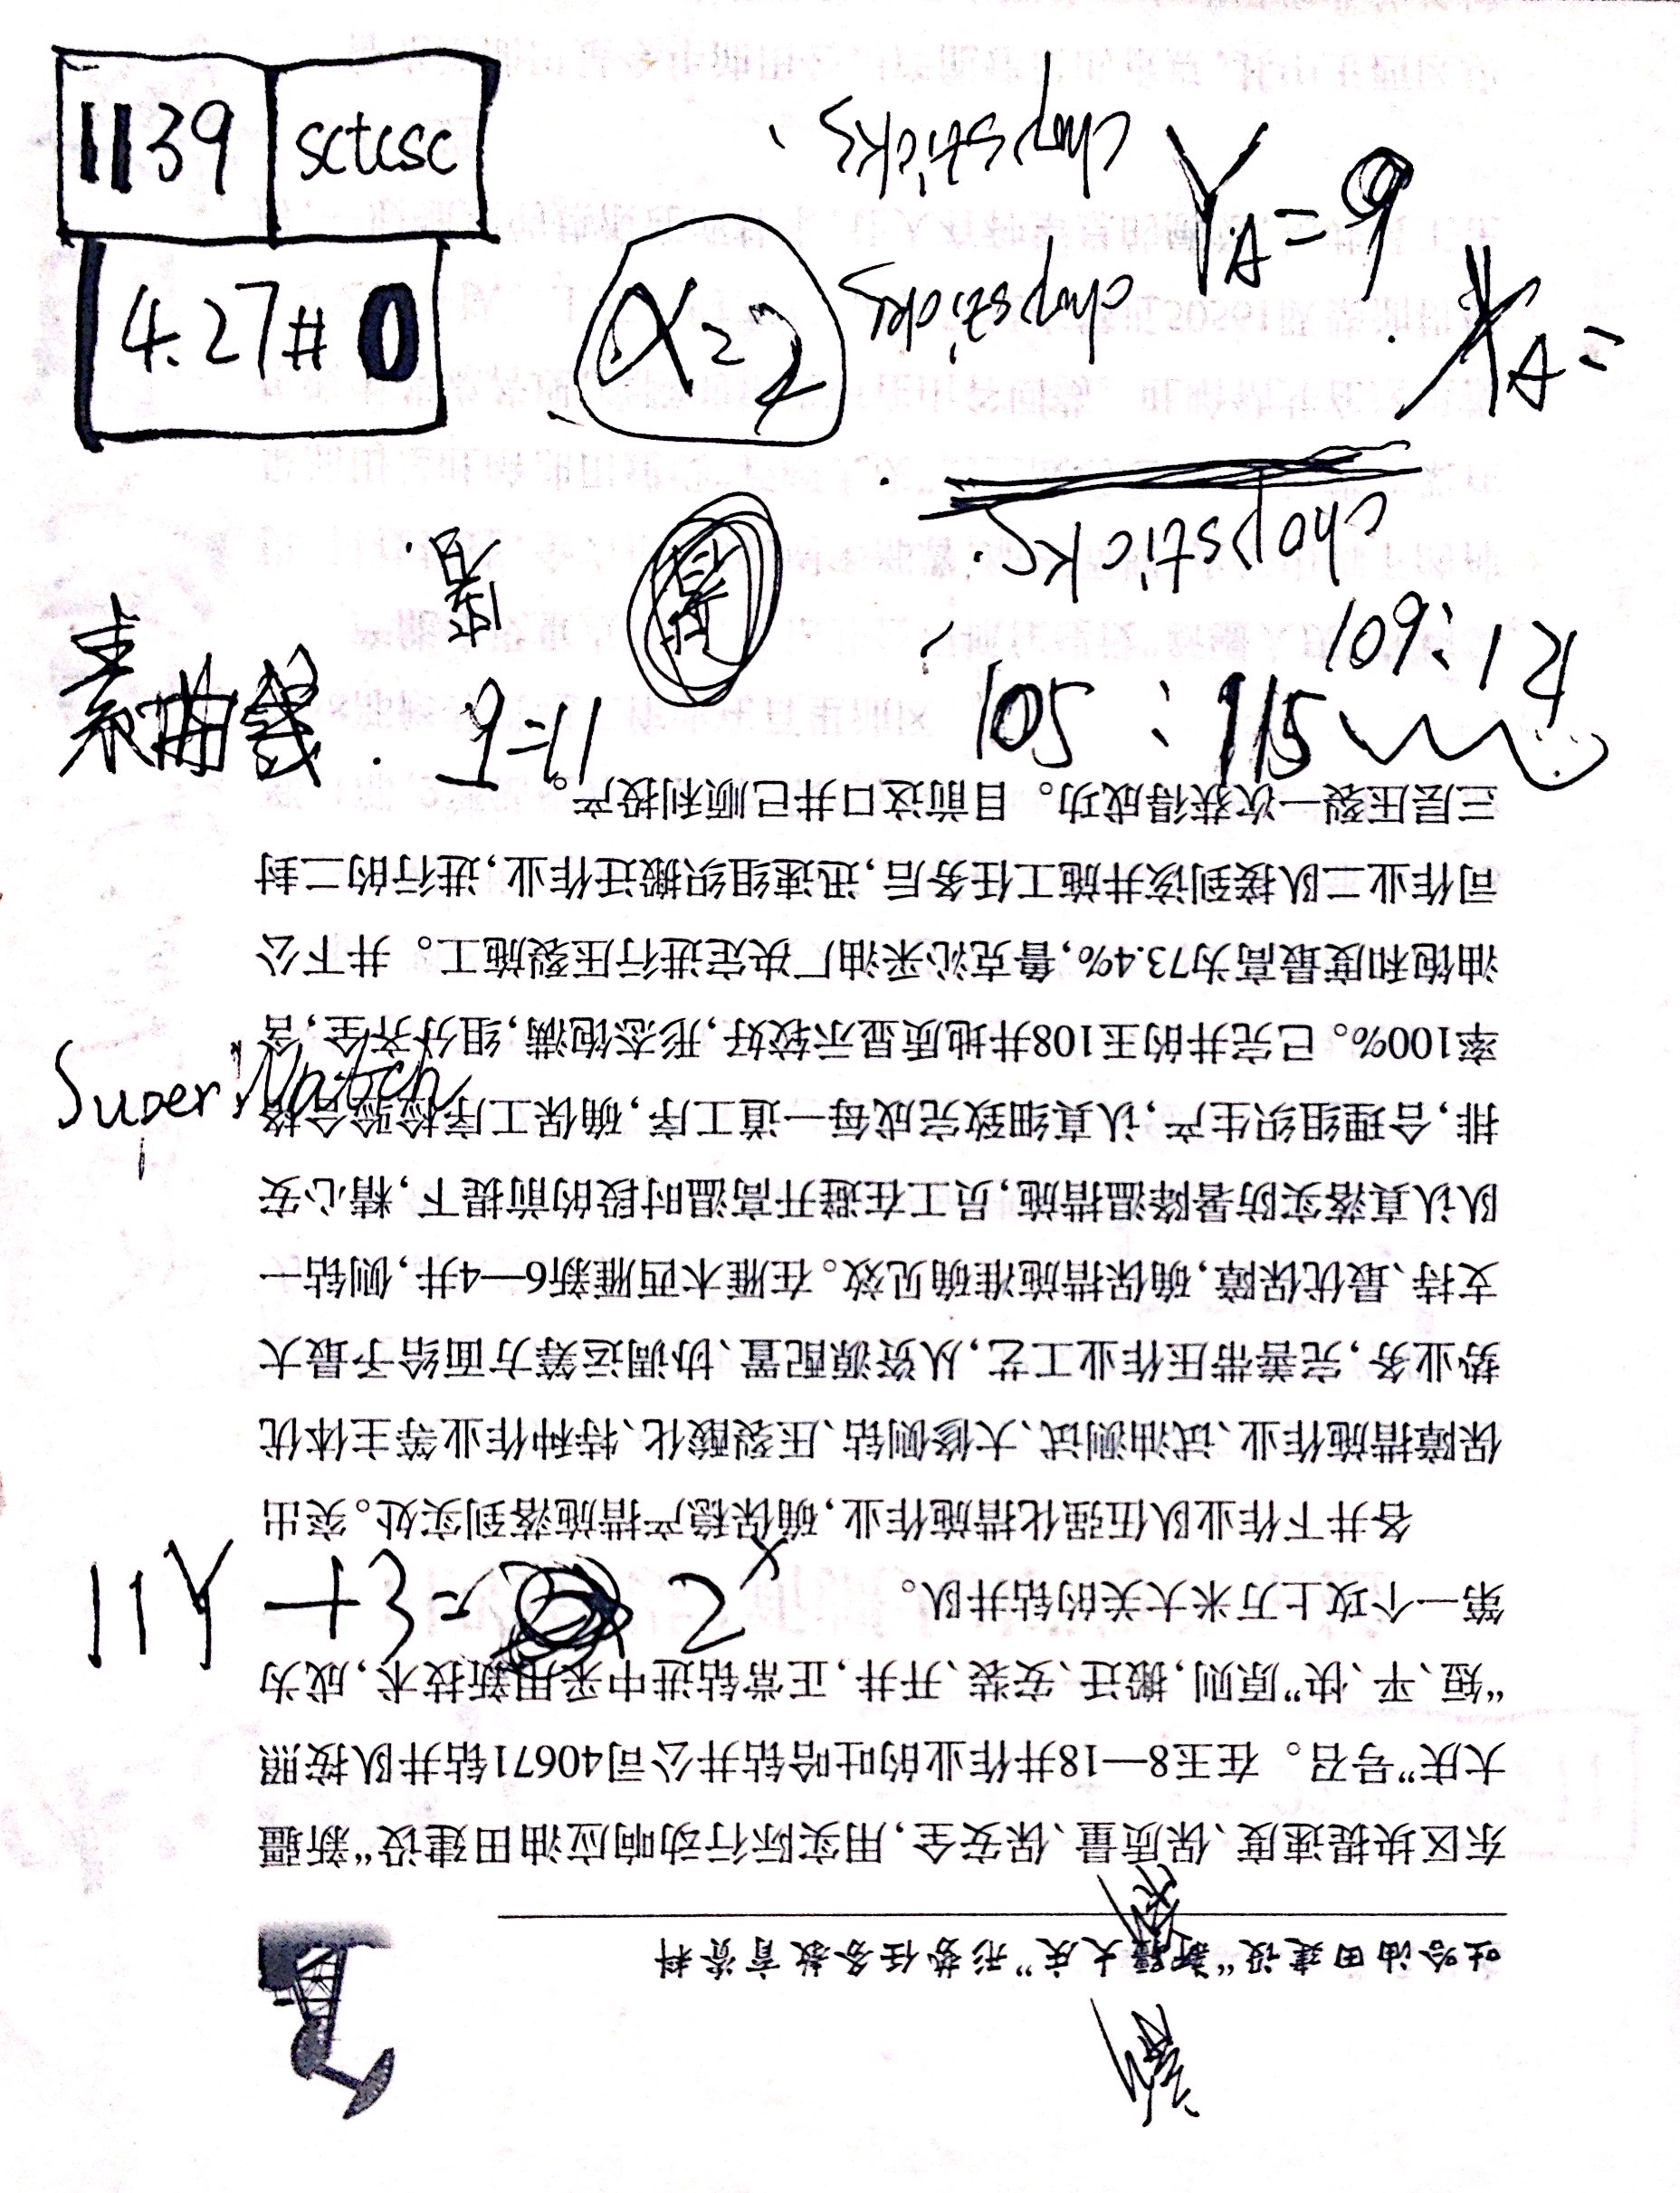 1139 sctcsc
4.27# 0
chopsticks
chopsticks
Y_A=9
X_A=
α=2
chopstick
109:12
105:115
素曲线
Super Match
11Y+3= 2^x
吐哈油田建设“新疆大庆”形势任务教育资料
东区块提速度、保质量、保安全,用实际行动响应油田建设“新疆
大庆”号召。在玉8—18井作业的吐哈钻井公司40671钻井队按照
“短、平、快”原则,搬迁、安装、开井,正常钻进中采用新技术,成为
第一个攻上万米大关的钻井队。
各井下作业队伍强化措施作业,确保稳产措施落到实处。突出
保障措施作业、试油测试、大修侧钻、压裂酸化、特种作业等主体优
势业务,完善带压作业工艺,从资源配置、协调运筹方面给予最大
支持、最优保障,确保措施准确见效。在雁木西雁新6—4井,侧钻一
队认真落实防暑降温措施,员工在避开高温时段的前提下,精心安
排,合理组织生产,认真细致完成每一道工序,确保工序检验合格
率100%。已完井的玉108井地质显示较好,形态饱满,组分齐全,含
油饱和度最高为73.4%,鲁克沁采油厂决定进行压裂施工。井下公
司作业二队接到该井施工任务后,迅速组织搬迁作业,进行的二封
三层压裂一次获得成功。目前这口井已顺利投产。